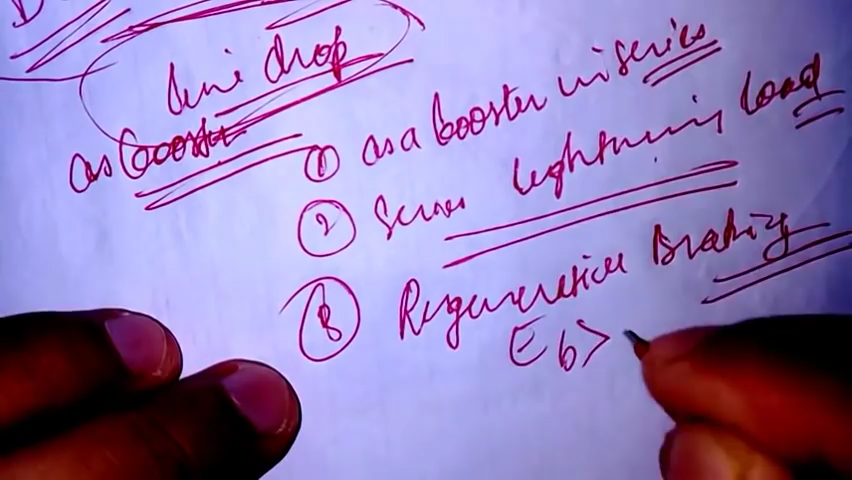 line drop
as booster
① as a booster in series
② Series lightning load
③ Regenerative Braking
Eb>